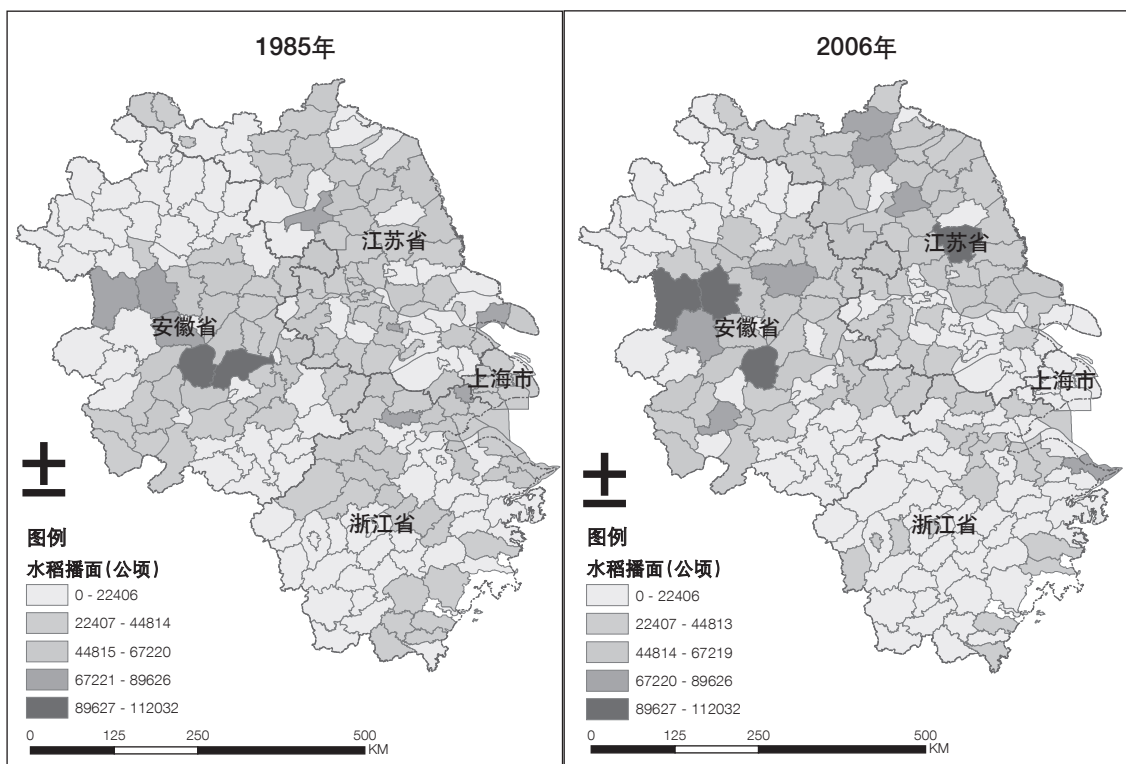 1985年
江苏省
安徽省
上海市
浙江省
图例
水稻播面(公顷)
0 - 22406
22407 - 44814
44815 - 67220
67221 - 89626
89627 - 112032
0 125 250 500
KM
2006年
江苏省
安徽省
上海市
浙江省
图例
水稻播面(公顷)
0 - 22406
22407 - 44813
44814 - 67219
67220 - 89626
89627 - 112032
0 125 250 500
KM